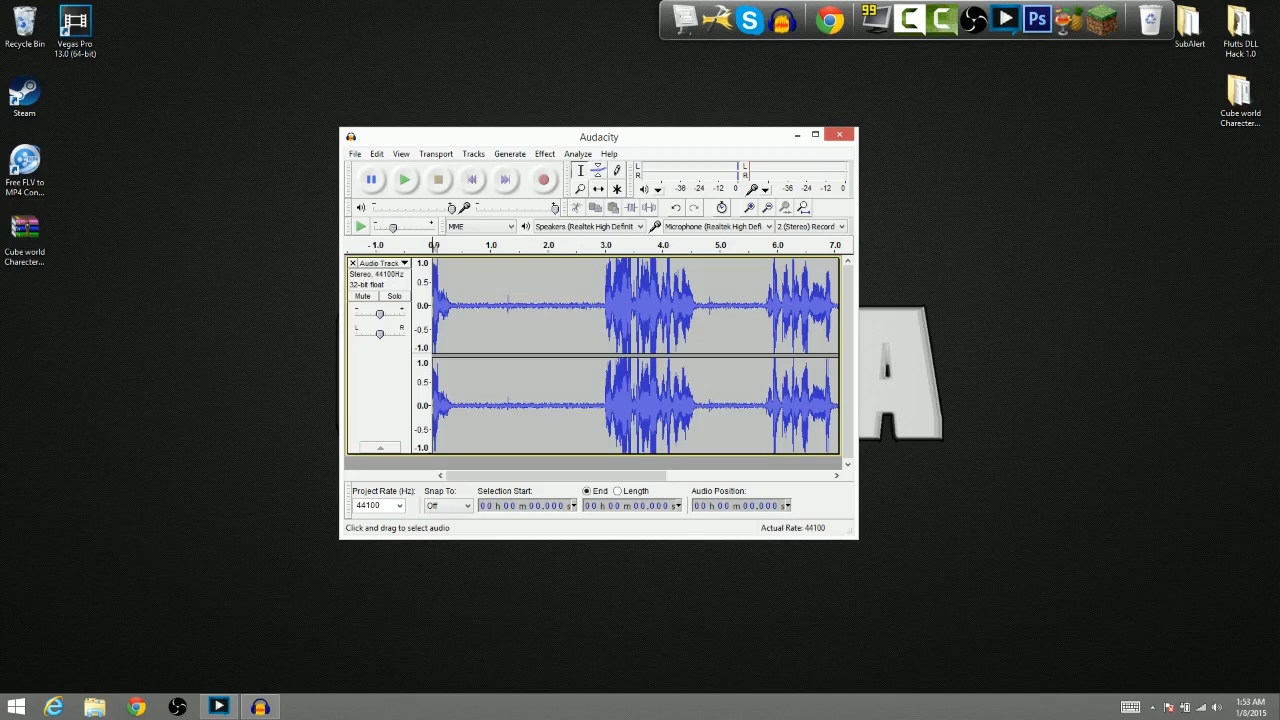 Recycle Bin
Vegas Pro
13.0 (64-bit)
Steam
Free FLV to
MP4 Con...
Cube world
Charecter...
99
Ps
SubAlert
Flutts DLL
Hack 1.0
Cube world
Charecter...
Audacity
File Edit View Transport Tracks Generate Effect Analyze Help
L
R
-36 -24 -12 0
L
R
-36 -24 -12 0
MME
Speakers (Realtek High Definit
Microphone (Realtek High Defi
2 (Stereo) Record
- 1.0 0.0 1.0 2.0 3.0 4.0 5.0 6.0 7.0
Audio Track
Stereo, 44100Hz
32-bit float
Mute Solo
- +
L R
1.0
0.5
0.0
-0.5
-1.0
1.0
0.5
0.0
-0.5
-1.0
A
Project Rate (Hz): Snap To: Selection Start: End Length Audio Position:
44100 Off 00 h 00 m 00.000 s 00 h 00 m 00.000 s 00 h 00 m 00.000 s
Click and drag to select audio
Actual Rate: 44100
1:53 AM
1/8/2015